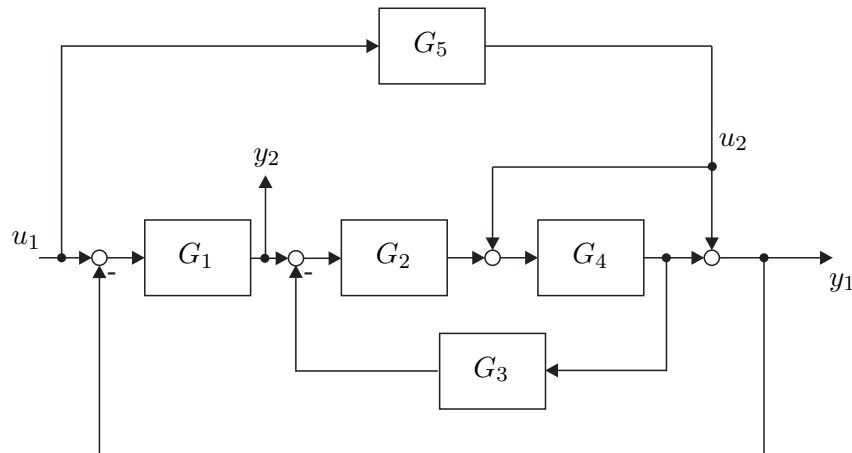 G₅
u₂
y₂
u₁
G₁
G₂
G₄
-
-
y₁
G₃